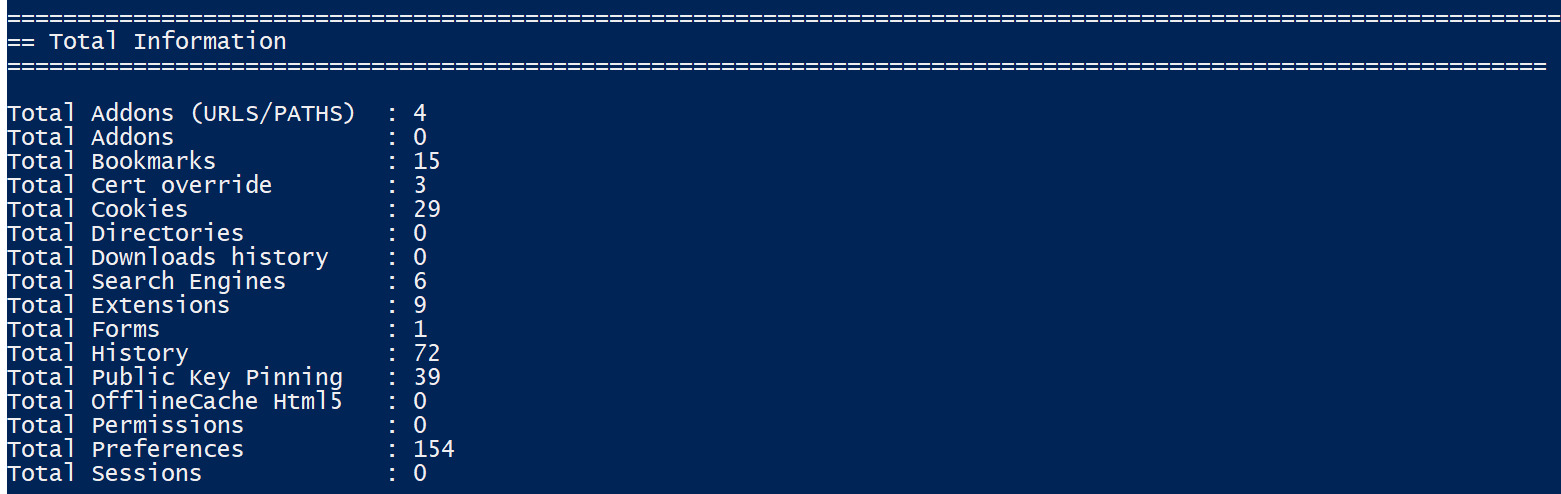 ===============================================================================================================
== Total Information
==============================================================================================================
Total Addons (URLS/PATHS)  : 4
Total Addons               : 0
Total Bookmarks            : 15
Total Cert override        : 3
Total Cookies              : 29
Total Directories          : 0
Total Downloads history    : 0
Total Search Engines       : 6
Total Extensions           : 9
Total Forms                : 1
Total History              : 72
Total Public Key Pinning   : 39
Total OfflineCache Html5   : 0
Total Permissions          : 0
Total Preferences          : 154
Total Sessions             : 0